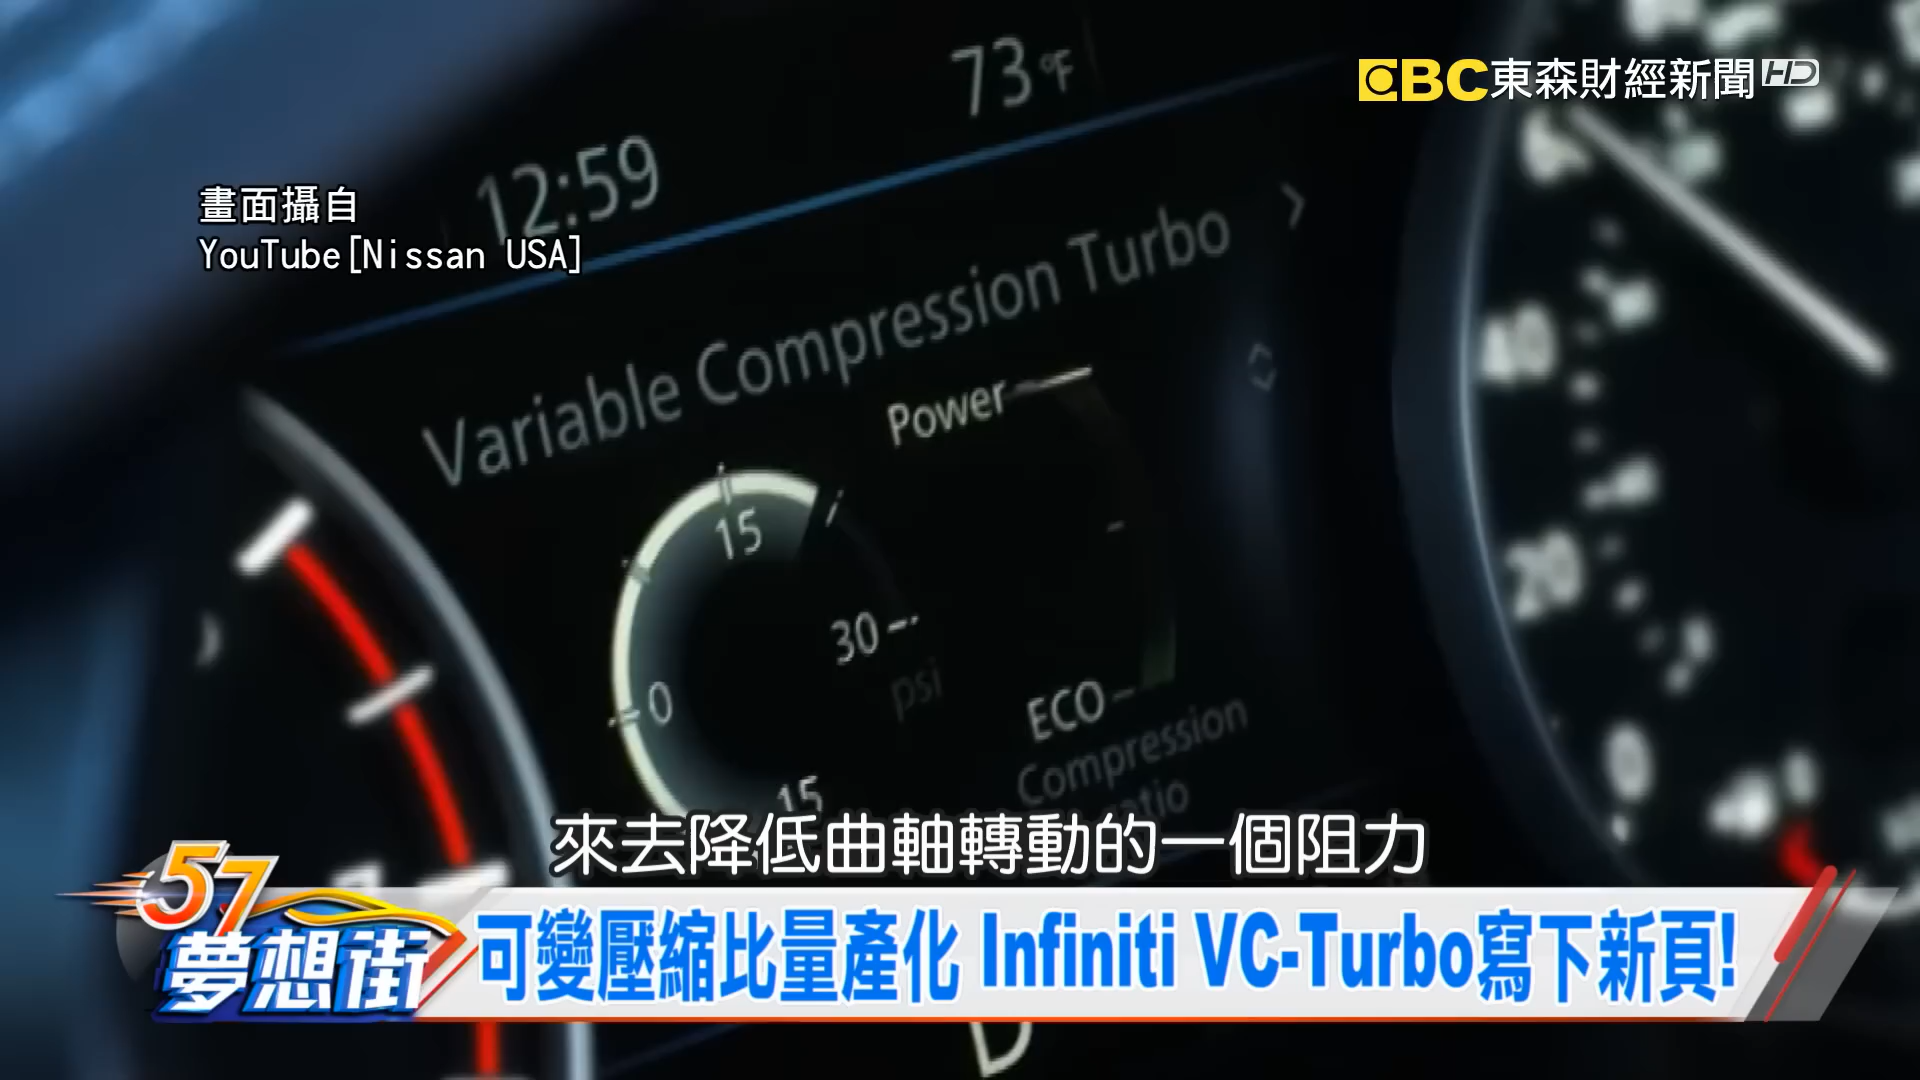 73°F
EBC東森財經新聞HD
12:59
畫面攝自
YouTube[Nissan USA]
Variable Compression Turbo
Power
15
30
0
psi
ECO
15
Compression
40
20
0
來去降低曲軸轉動的一個阻力
57
夢想街
可變壓縮比量產化 Infiniti VC-Turbo寫下新頁!
D